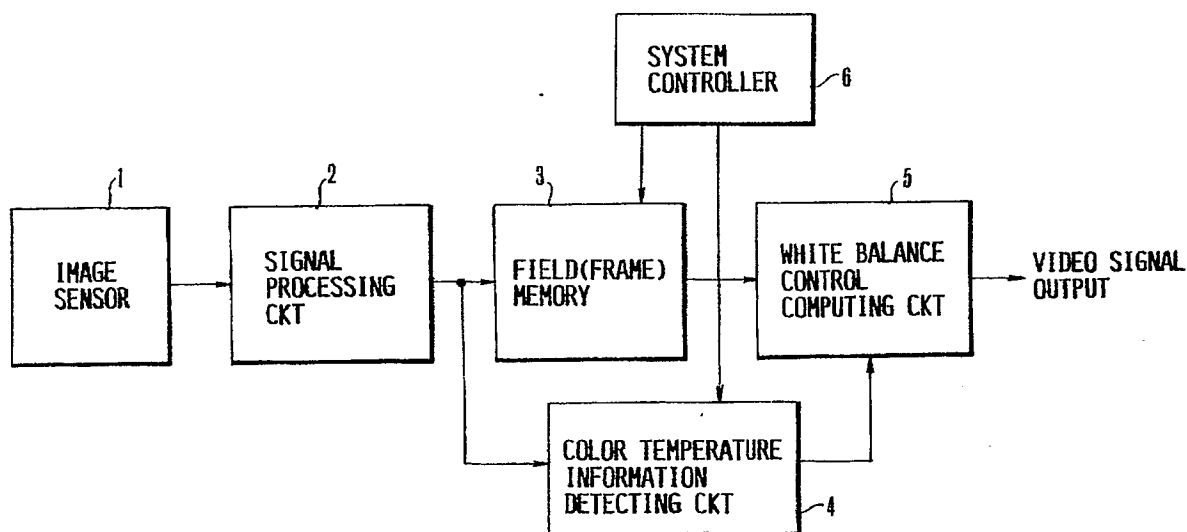 SYSTEM
CONTROLLER
6
1
2
3
5
IMAGE
SENSOR
SIGNAL
PROCESSING
CKT
FIELD(FRAME)
MEMORY
WHITE BALANCE
CONTROL
COMPUTING CKT
VIDEO SIGNAL
OUTPUT
COLOR TEMPERATURE
INFORMATION
DETECTING CKT
4